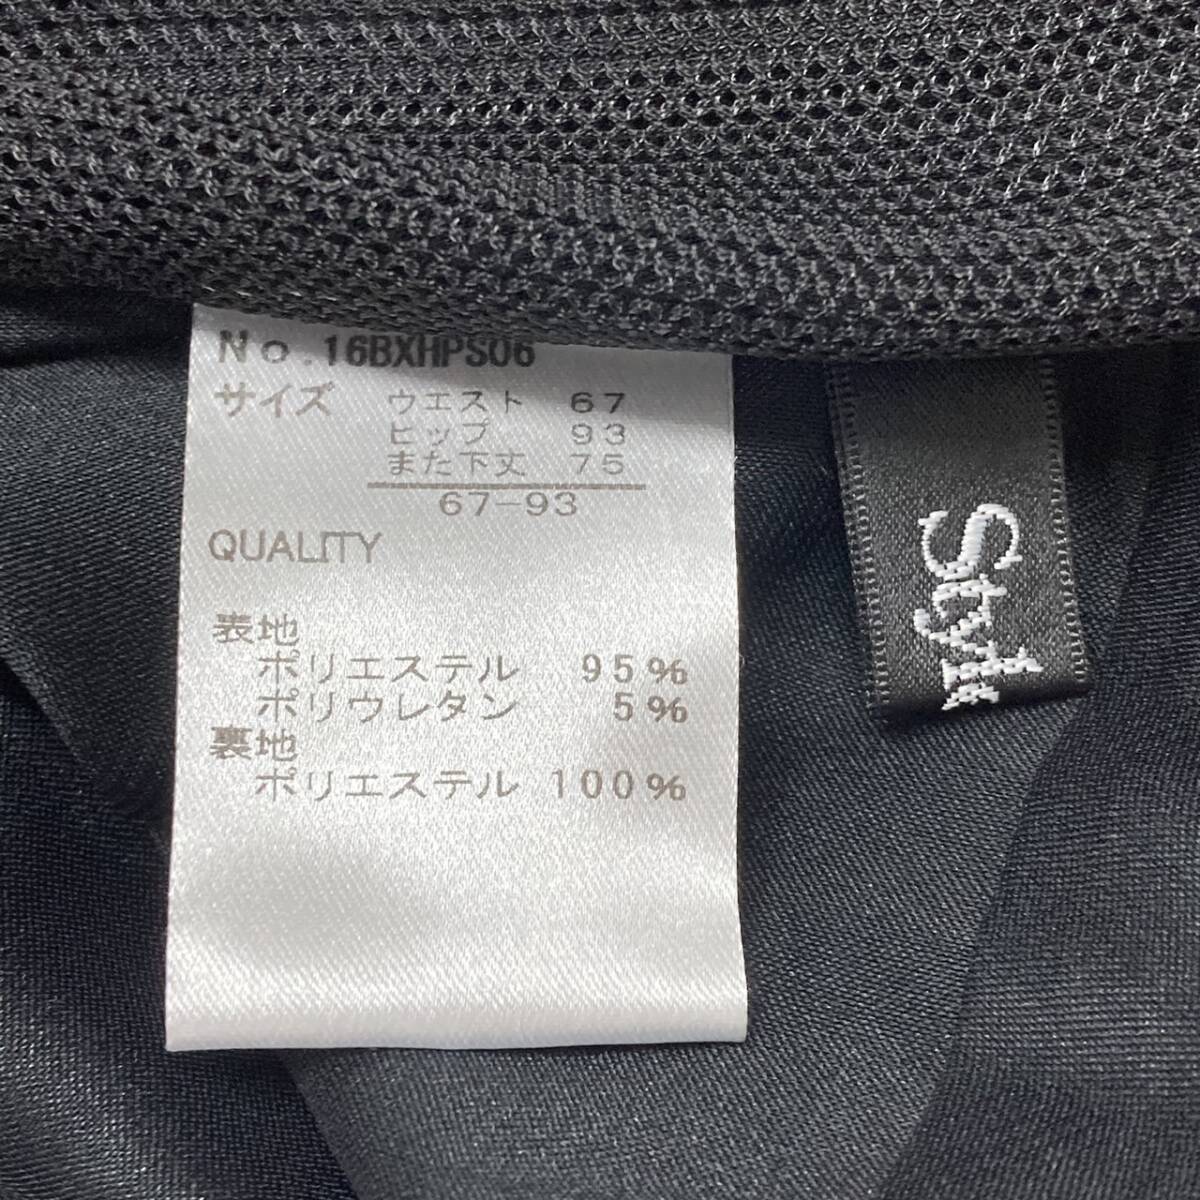 No.16BXHPS06
サイズ ウエスト 67
ヒップ 93
また下丈 75
67-93
QUALITY
表地
ポリエステル 95%
ポリウレタン 5%
裏地
ポリエステル 100%